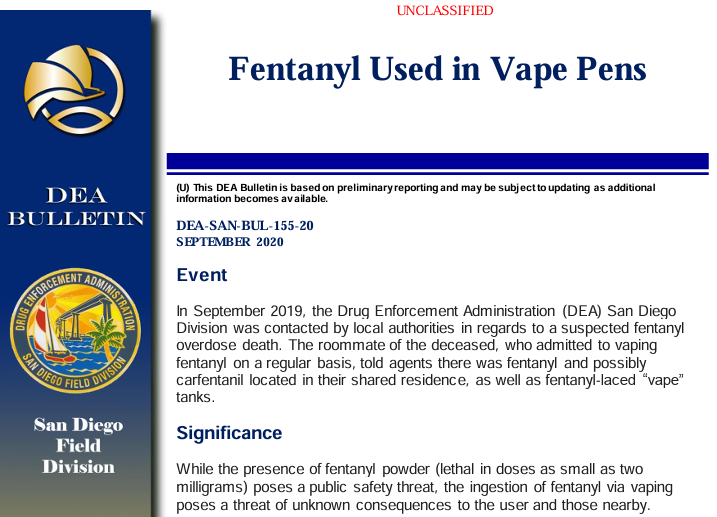 UNCLASSIFIED
Fentanyl Used in Vape Pens
DEA
BULLETIN
DRUG ENFORCEMENT ADMINISTRATION
SAN DIEGO FIELD DIVISION
San Diego
Field
Division
(U) This DEA Bulletin is based on preliminary reporting and may be subject to updating as additional
information becomes available.
DEA-SAN-BUL-155-20
SEPTEMBER 2020
Event
In September 2019, the Drug Enforcement Administration (DEA) San Diego
Division was contacted by local authorities in regards to a suspected fentanyl
overdose death. The roommate of the deceased, who admitted to vaping
fentanyl on a regular basis, told agents there was fentanyl and possibly
carfentanil located in their shared residence, as well as fentanyl-laced “vape”
tanks.
Significance
While the presence of fentanyl powder (lethal in doses as small as two
milligrams) poses a public safety threat, the ingestion of fentanyl via vaping
poses a threat of unknown consequences to the user and those nearby.